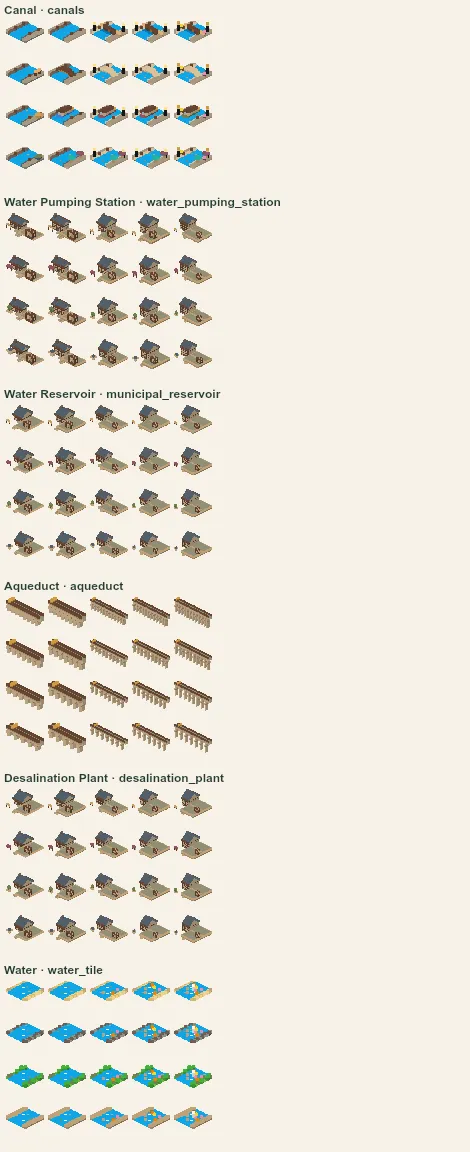 Canal · canals
Water Pumping Station · water_pumping_station
Water Reservoir · municipal_reservoir
Aqueduct · aqueduct
Desalination Plant · desalination_plant
Water · water_tile